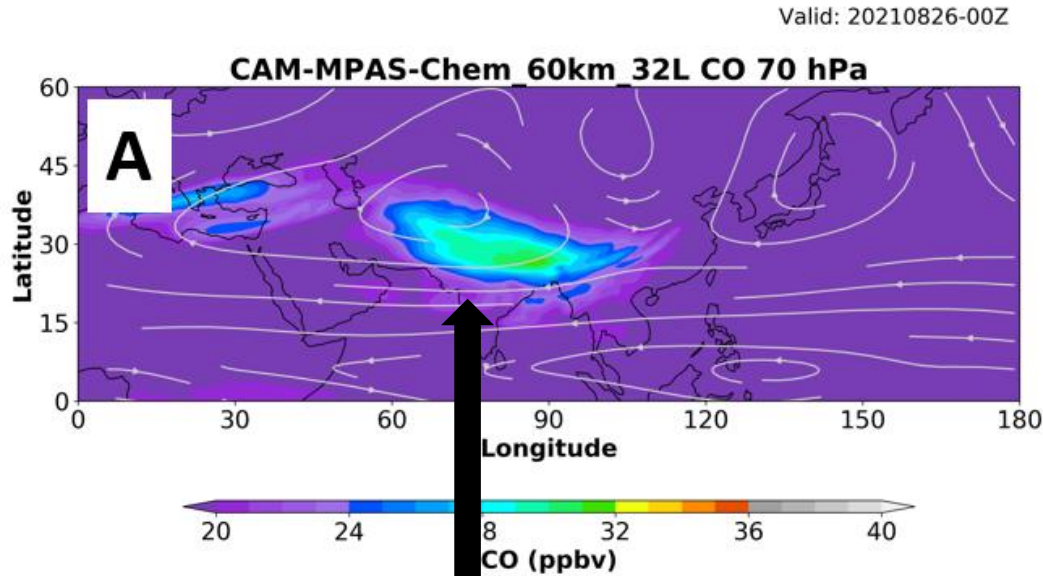 Valid: 20210826-00Z
CAM-MPAS-Chem_60km_32L CO 70 hPa
A
60
45
30
15
0
Latitude
0 30 60 90 120 150 180
Longitude
20 24 8 32 36 40
CO (ppbv)